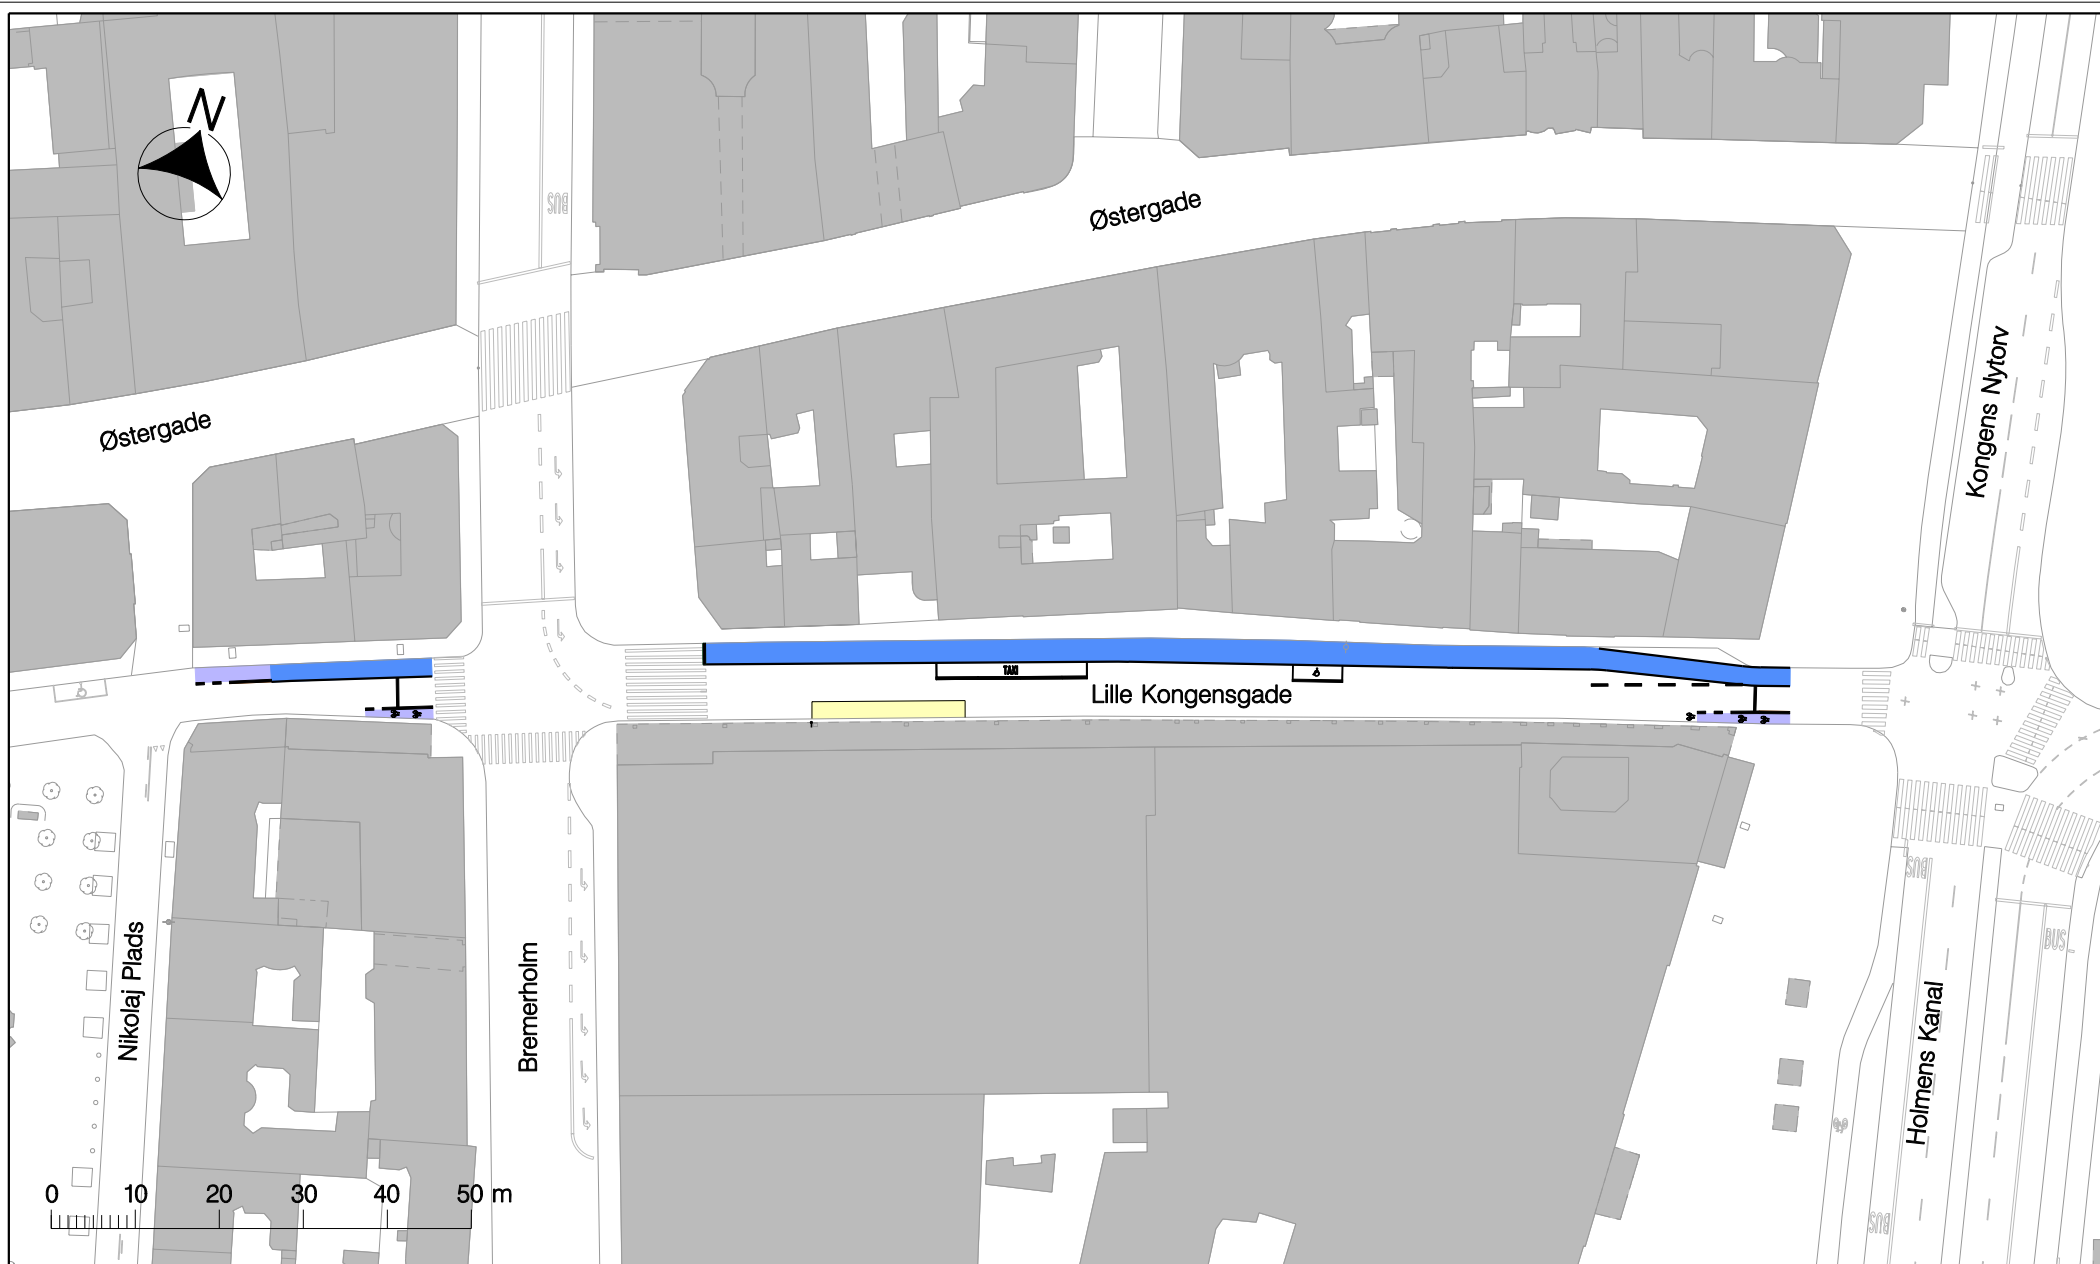 N
BUS
Østergade
Kongens Nytorv
Østergade
TAXI
Lille Kongensgade
BUS
Nikolaj Plads
Bremerholm
BUS
Holmens Kanal
0 10 20 30 40 50 m
BUS